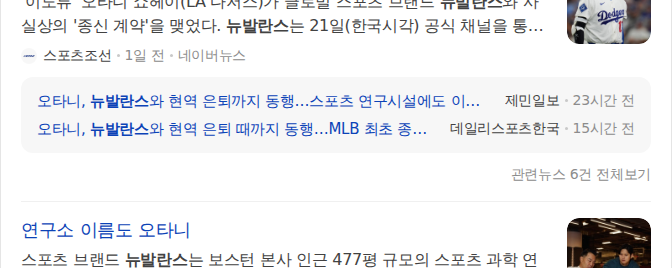 '이도류' 오타니 쇼헤이(LA 다저스)가 글로벌 스포츠 브랜드 뉴발란스와 사
실상의 '종신 계약'을 맺었다. 뉴발란스는 21일(한국시각) 공식 채널을 통...
스포츠조선 · 1일 전 · 네이버뉴스
오타니, 뉴발란스와 현역 은퇴까지 동행...스포츠 연구시설에도 이... 제민일보 · 23시간 전
오타니, 뉴발란스와 현역 은퇴 때까지 동행...MLB 최초 종... 데일리스포츠한국 · 15시간 전
관련뉴스 6건 전체보기
연구소 이름도 오타니
스포츠 브랜드 뉴발란스는 보스턴 본사 인근 477평 규모의 스포츠 과학 연
Dodgers